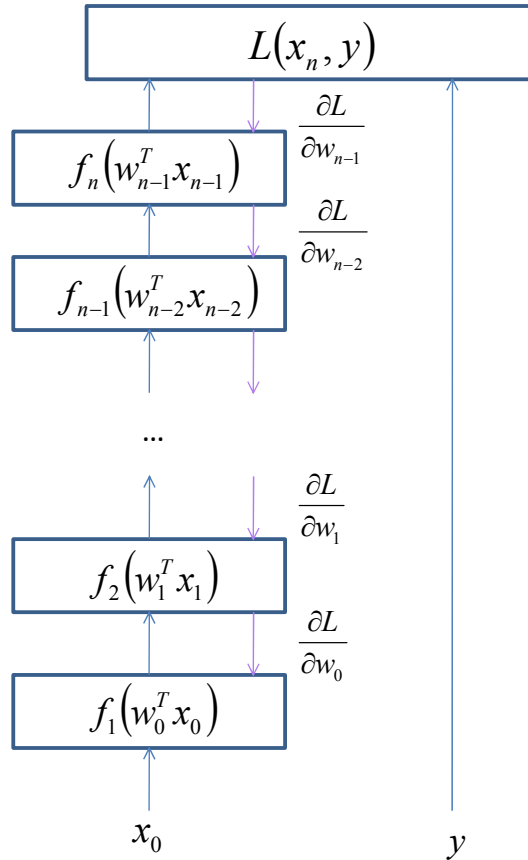 L(x_n, y)
∂L/∂w_{n-1}
f_n(w_{n-1}^T x_{n-1})
∂L/∂w_{n-2}
f_{n-1}(w_{n-2}^T x_{n-2})
...
∂L/∂w_1
f_2(w_1^T x_1)
∂L/∂w_0
f_1(w_0^T x_0)
x_0
y